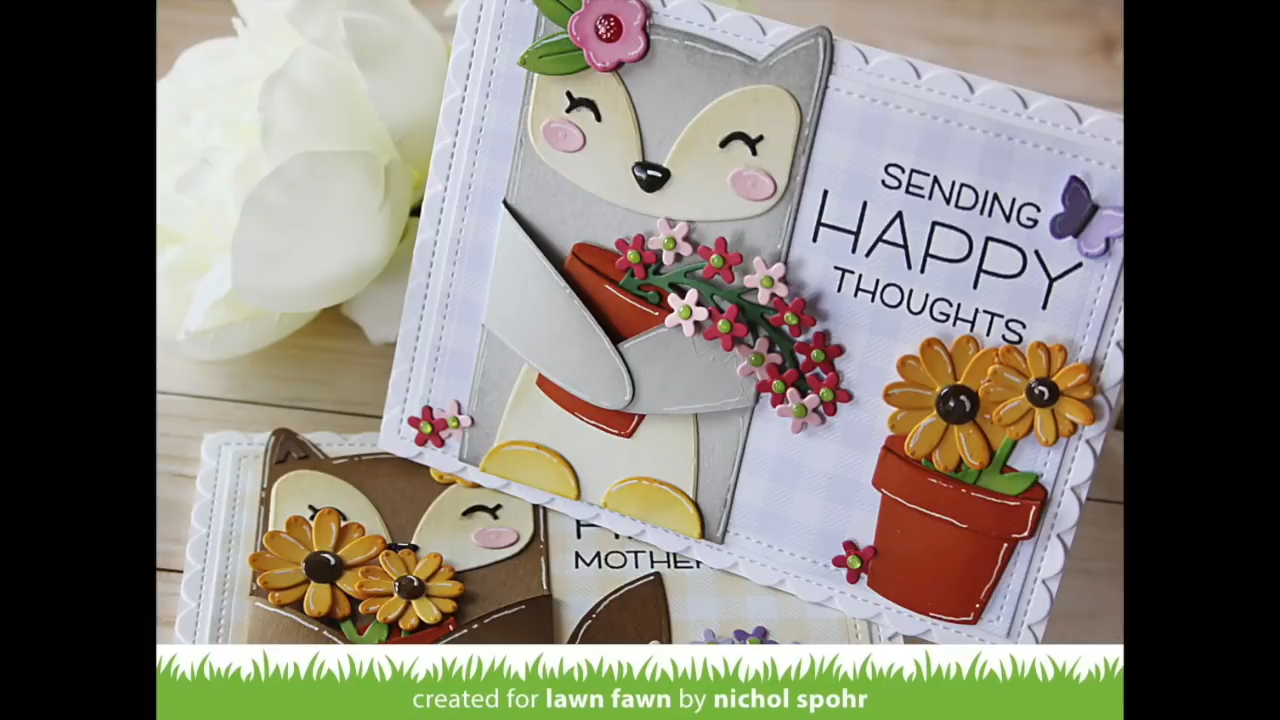 SENDING
HAPPY
THOUGHTS
MOTHER
created for lawn fawn by nichol spohr